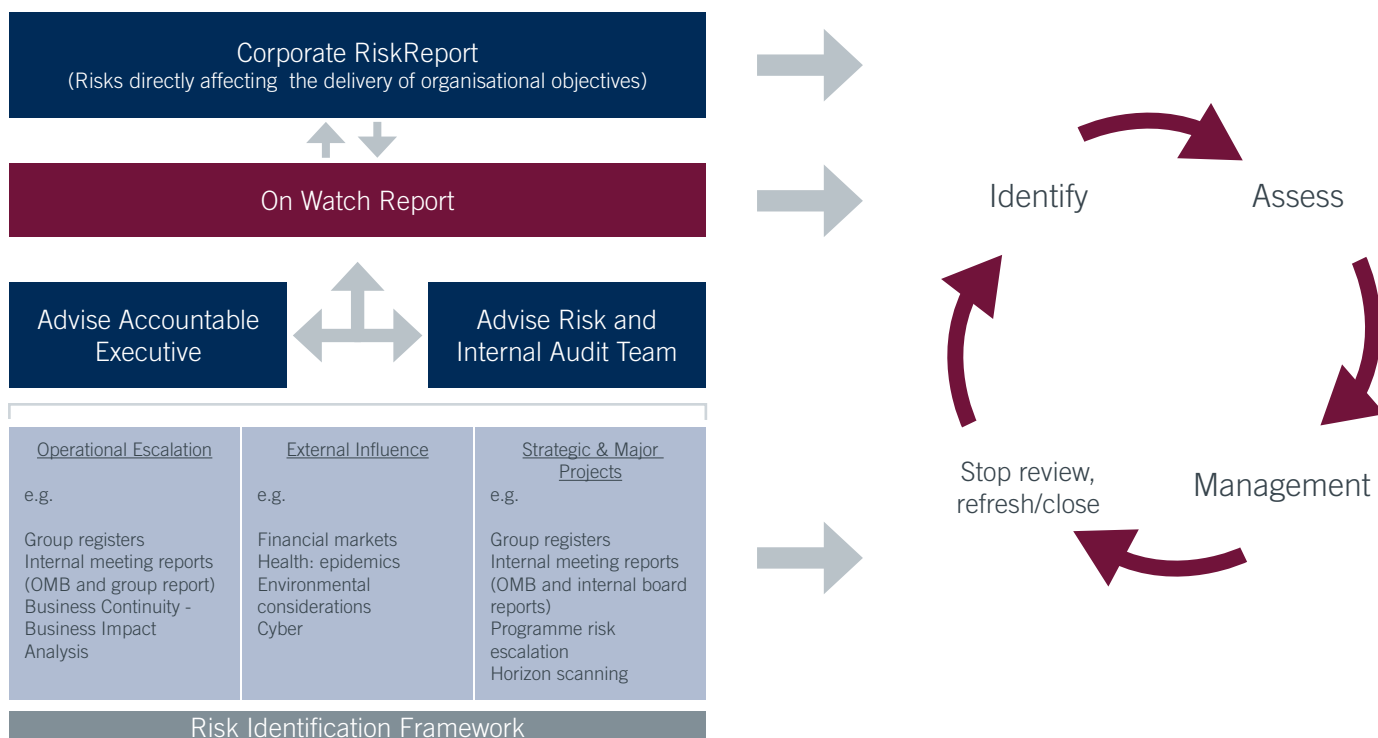 Corporate RiskReport
(Risks directly affecting the delivery of organisational objectives)
On Watch Report
Advise Accountable
Executive
Advise Risk and
Internal Audit Team
Operational Escalation
e.g.
Group registers
Internal meeting reports
(OMB and group report)
Business Continuity -
Business Impact
Analysis
External Influence
e.g.
Financial markets
Health: epidemics
Environmental
considerations
Cyber
Strategic & Major
Projects
e.g.
Group registers
Internal meeting reports
(OMB and internal board
reports)
Programme risk
escalation
Horizon scanning
Risk Identification Framework
Identify
Assess
Management
Stop review,
refresh/close